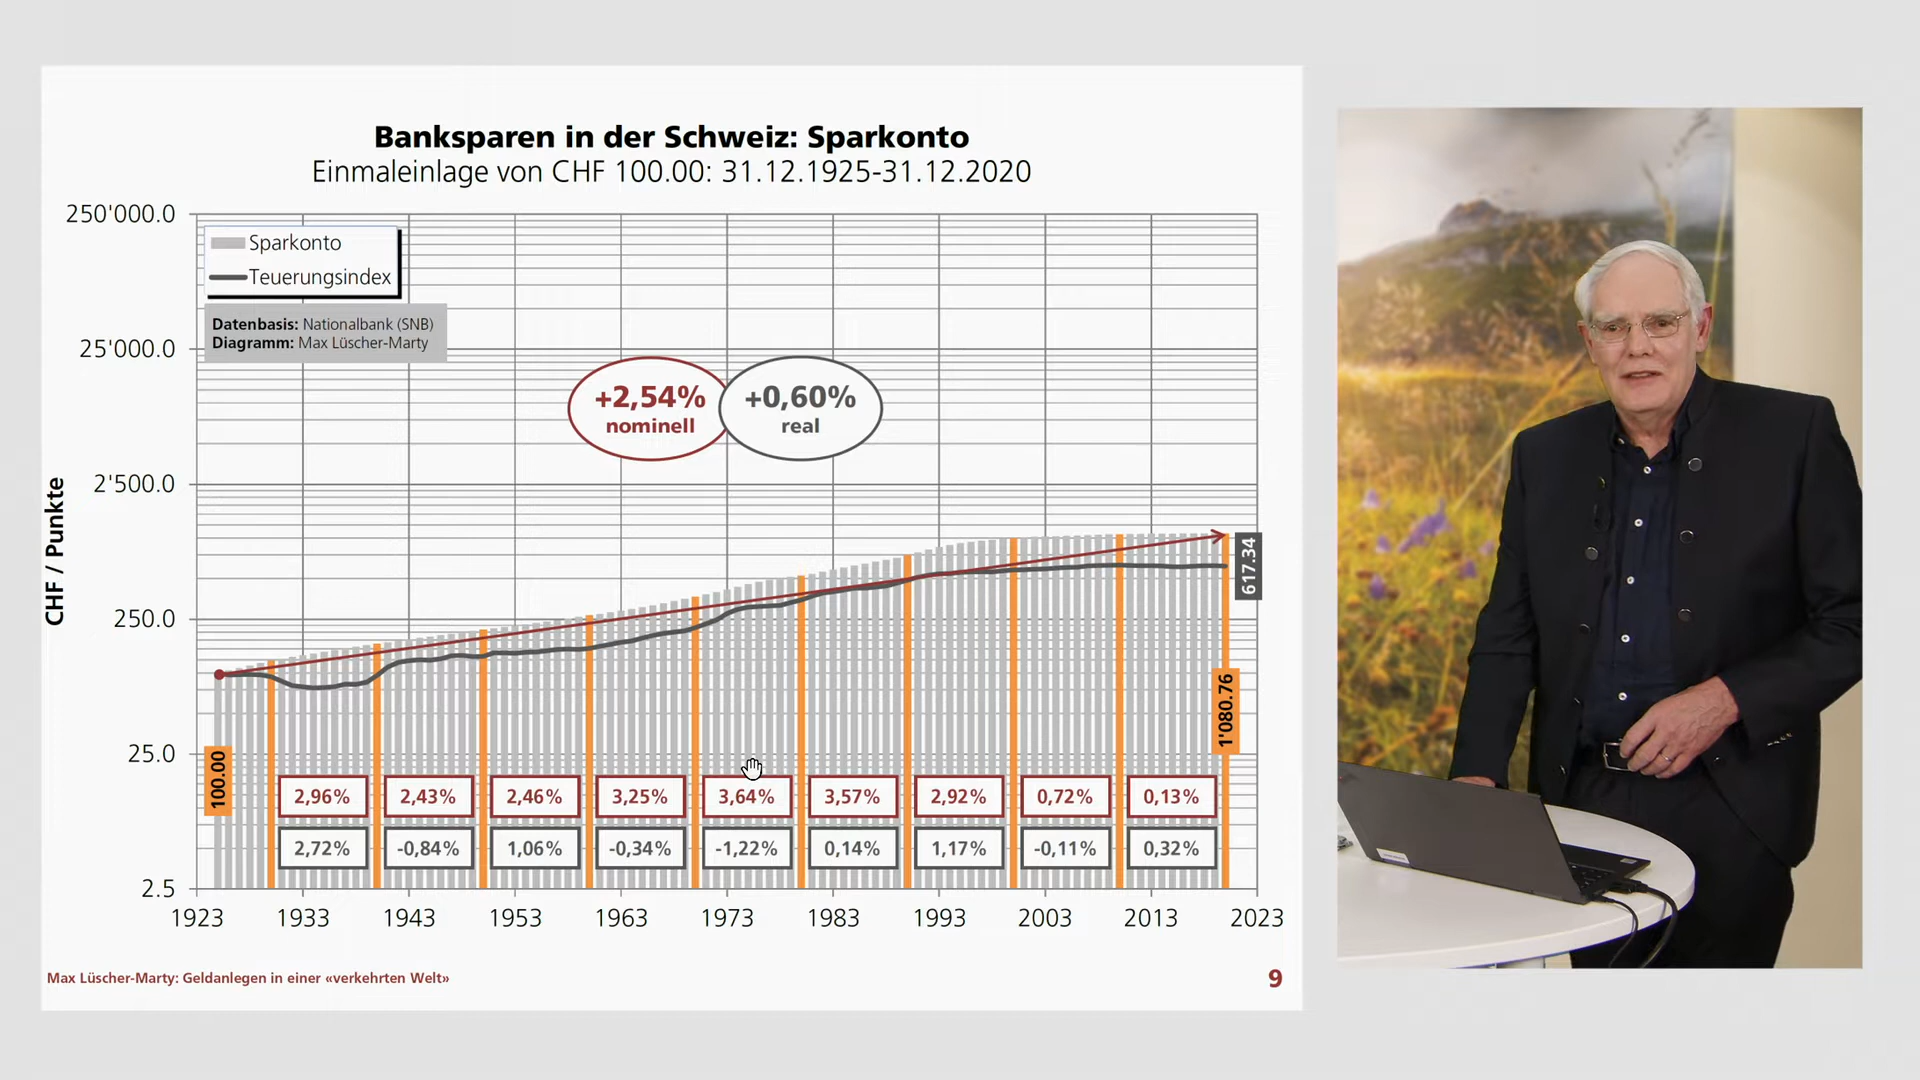 Banksparen in der Schweiz: Sparkonto
Einmaleinlage von CHF 100.00: 31.12.1925-31.12.2020
250'000.0
Sparkonto
Teuerungsindex
Datenbasis: Nationalbank (SNB)
Diagramm: Max Lüscher-Marty
25'000.0
+2,54%
nominell
+0,60%
real
2'500.0
CHF / Punkte
617.34
250.0
1'080.76
25.0
100.00
2,96% 2,43% 2,46% 3,25% 3,64% 3,57% 2,92% 0,72% 0,13%
2,72% -0,84% 1,06% -0,34% -1,22% 0,14% 1,17% -0,11% 0,32%
2.5
1923 1933 1943 1953 1963 1973 1983 1993 2003 2013 2023
Max Lüscher-Marty: Geldanlegen in einer «verkehrten Welt»
9